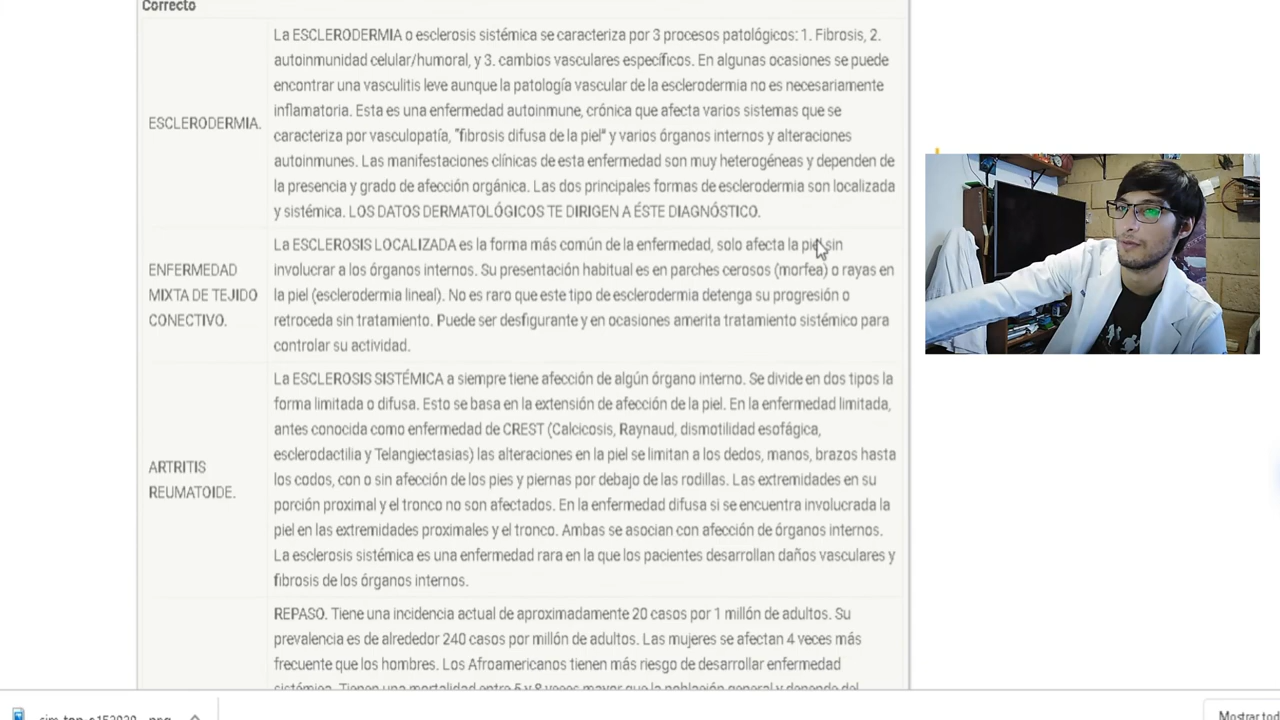 Correcto
La ESCLERODERMIA o esclerosis sistémica se caracteriza por 3 procesos patológicos: 1. Fibrosis, 2.
autoinmunidad celular/humoral, y 3. cambios vasculares específicos. En algunas ocasiones se puede
encontrar una vasculitis leve aunque la patología vascular de la esclerodermia no es necesariamente
inflamatoria. Esta es una enfermedad autoinmune, crónica que afecta varios sistemas que se
ESCLERODERMIA.
caracteriza por vasculopatía, "fibrosis difusa de la piel" y varios órganos internos y alteraciones
autoinmunes. Las manifestaciones clínicas de esta enfermedad son muy heterogéneas y dependen de
la presencia y grado de afección orgánica. Las dos principales formas de esclerodermia son localizada
y sistémica. LOS DATOS DERMATOLÓGICOS TE DIRIGEN A ÉSTE DIAGNÓSTICO.
ENFERMEDAD
MIXTA DE TEJIDO
CONECTIVO.
La ESCLEROSIS LOCALIZADA es la forma más común de la enfermedad, solo afecta la piel sin
involucrar a los órganos internos. Su presentación habitual es en parches cerosos (morfea) o rayas en
la piel (esclerodermia lineal). No es raro que este tipo de esclerodermia detenga su progresión o
retroceda sin tratamiento. Puede ser desfigurante y en ocasiones amerita tratamiento sistémico para
controlar su actividad.
ARTRITIS
REUMATOIDE.
La ESCLEROSIS SISTÉMICA a siempre tiene afección de algún órgano interno. Se divide en dos tipos la
forma limitada o difusa. Esto se basa en la extensión de afección de la piel. En la enfermedad limitada,
antes conocida como enfermedad de CREST (Calcicosis, Raynaud, dismotilidad esofágica,
esclerodactilia y Telangiectasias) las alteraciones en la piel se limitan a los dedos, manos, brazos hasta
los codos, con o sin afección de los pies y piernas por debajo de las rodillas. Las extremidades en su
porción proximal y el tronco no son afectados. En la enfermedad difusa si se encuentra involucrada la
piel en las extremidades proximales y el tronco. Ambas se asocian con afección de órganos internos.
La esclerosis sistémica es una enfermedad rara en la que los pacientes desarrollan daños vasculares y
fibrosis de los órganos internos.
REPASO. Tiene una incidencia actual de aproximadamente 20 casos por 1 millón de adultos. Su
prevalencia es de alrededor 240 casos por millón de adultos. Las mujeres se afectan 4 veces más
frecuente que los hombres. Los Afroamericanos tienen más riesgo de desarrollar enfermedad
sistémica. Tienen una mortalidad entre 5 y 8 veces mayor que la población general y depende del
Mostrar tod